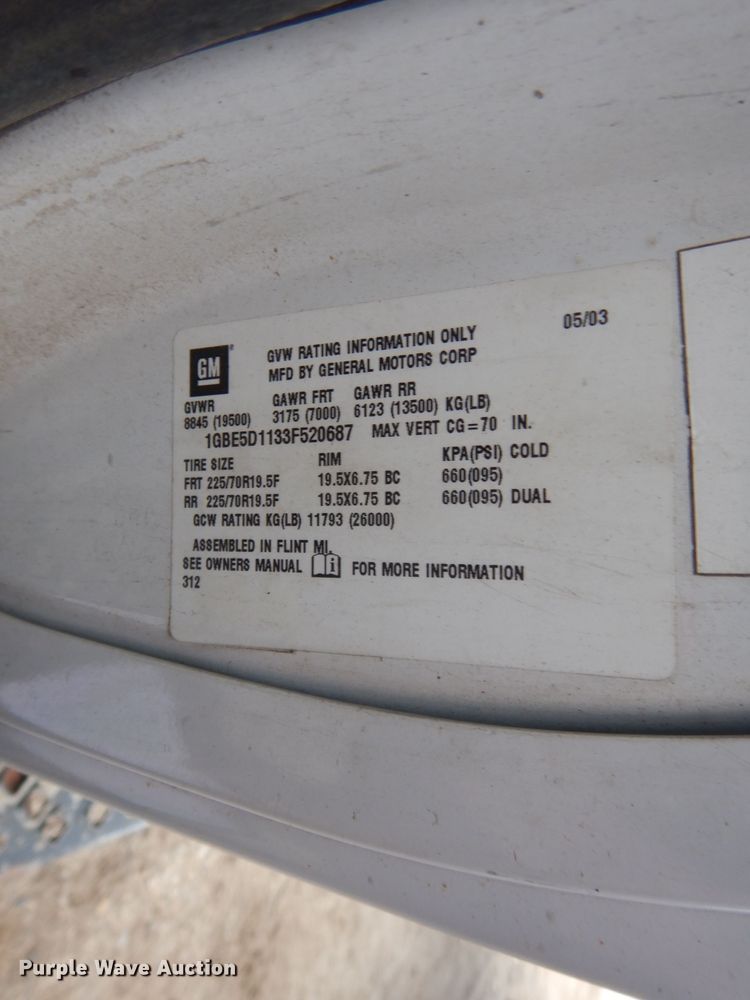 05/03
GM
GVW RATING INFORMATION ONLY
MFD BY GENERAL MOTORS CORP
GVWR GAWR FRT GAWR RR
8845 (19500) 3175 (7000) 6123 (13500) KG(LB)
1GBE5D1133F520687 MAX VERT CG=70 IN.
TIRE SIZE RIM KPA(PSI) COLD
FRT 225/70R19.5F 19.5X6.75 BC 660(095)
RR 225/70R19.5F 19.5X6.75 BC 660(095) DUAL
GCW RATING KG(LB) 11793 (26000)
ASSEMBLED IN FLINT MI.
SEE OWNERS MANUAL i FOR MORE INFORMATION
312
Purple Wave Auction